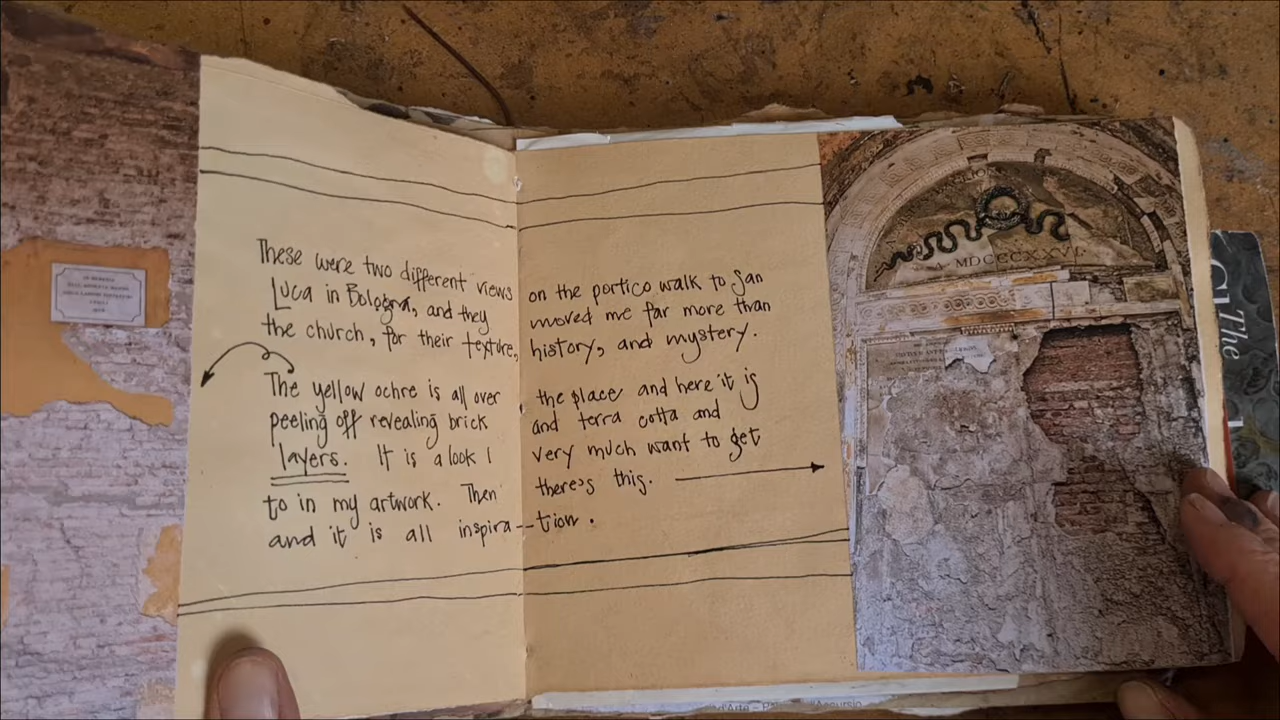 These were two different views on the portico walk to San
Luca in Bologna, and they moved me far more than
the church, for their texture, history, and mystery.
The yellow ochre is all over the place and here it is
peeling off revealing brick and terra cotta and
layers. It is a look I very much want to get
to in my artwork. Then there's this.
and it is all inspira--tion.
A. MDCCCXXVI.
The